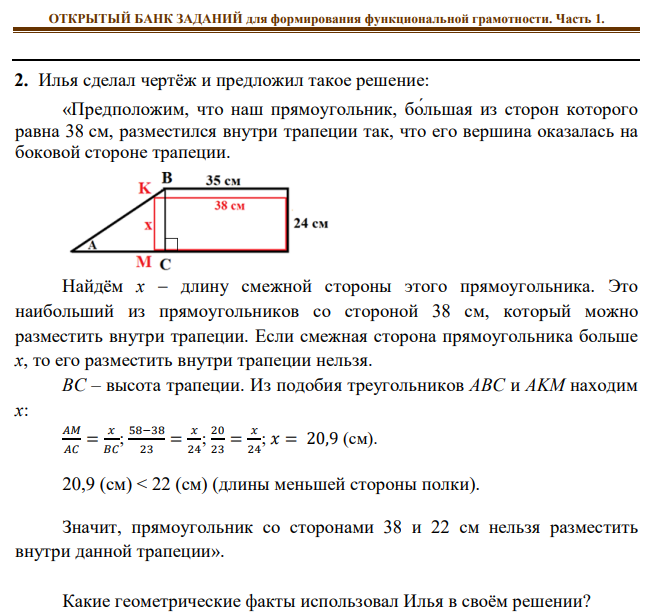 ОТКРЫТЫЙ БАНК ЗАДАНИЙ для формирования функциональной грамотности. Часть 1.
2. Илья сделал чертёж и предложил такое решение:
«Предположим, что наш прямоугольник, бо́льшая из сторон которого
равна 38 см, разместился внутри трапеции так, что его вершина оказалась на
боковой стороне трапеции.
B 35 см
K
38 см
x 24 см
A
M C
Найдём x – длину смежной стороны этого прямоугольника. Это
наибольший из прямоугольников со стороной 38 см, который можно
разместить внутри трапеции. Если смежная сторона прямоугольника больше
x, то его разместить внутри трапеции нельзя.
BC – высота трапеции. Из подобия треугольников ABC и AKM находим
x:
AM/AC = x/BC; 58−38/23 = x/24; 20/23 = x/24; x = 20,9 (см).
20,9 (см) < 22 (см) (длины меньшей стороны полки).
Значит, прямоугольник со сторонами 38 и 22 см нельзя разместить
внутри данной трапеции».
Какие геометрические факты использовал Илья в своём решении?